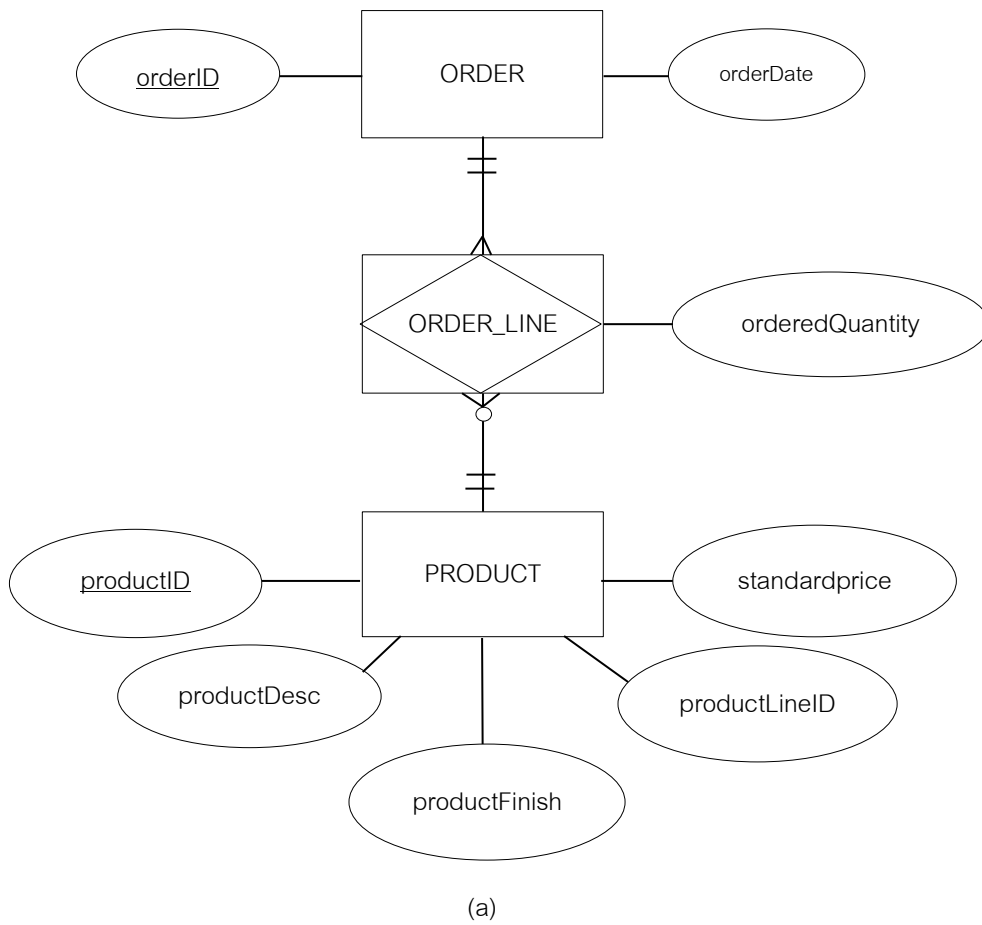 orderID
ORDER
orderDate
ORDER_LINE
orderedQuantity
productID
PRODUCT
standardprice
productDesc
productLineID
productFinish
(a)